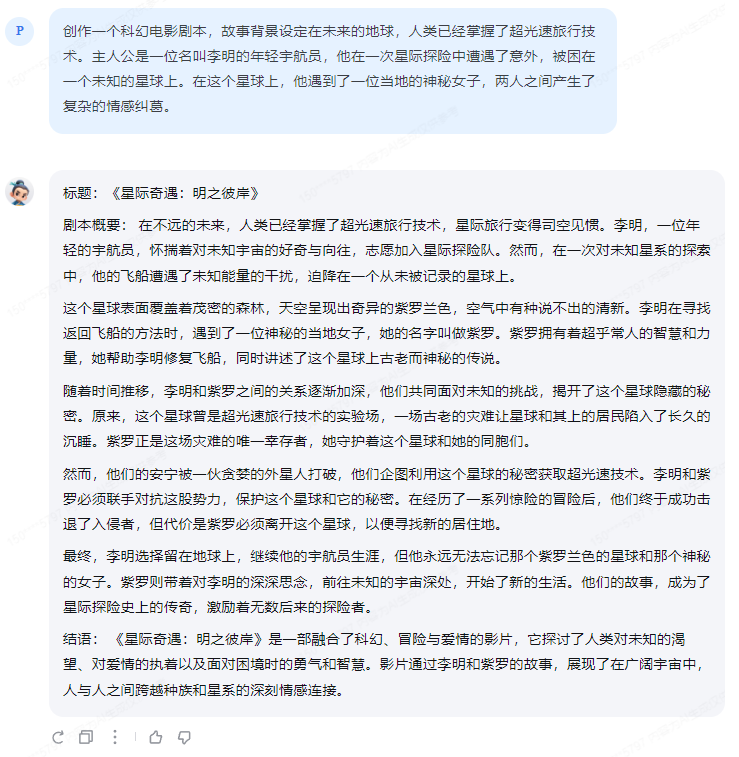 P
创作一个科幻电影剧本，故事背景设定在未来的地球，人类已经掌握了超光速旅行技
术。主人公是一位名叫李明的年轻宇航员，他在一次星际探险中遭遇了意外，被困在
一个未知的星球上。在这个星球上，他遇到了一位当地的神秘女子，两人之间产生了
复杂的情感纠葛。
标题：《星际奇遇：明之彼岸》
剧本概要： 在不远的未来，人类已经掌握了超光速旅行技术，星际旅行变得司空见惯。李明，一位年
轻的宇航员，怀揣着对未知宇宙的好奇与向往，志愿加入星际探险队。然而，在一次对未知星系的探索
中，他的飞船遭遇了未知能量的干扰，迫降在一个从未被记录的星球上。
这个星球表面覆盖着茂密的森林，天空呈现出奇异的紫罗兰色，空气中有种说不出的清新。李明在寻找
返回飞船的方法时，遇到了一位神秘的当地女子，她的名字叫做紫罗。紫罗拥有着超乎常人的智慧和力
量，她帮助李明修复飞船，同时讲述了这个星球上古老而神秘的传说。
随着时间推移，李明和紫罗之间的关系逐渐加深，他们共同面对未知的挑战，揭开了这个星球隐藏的秘
密。原来，这个星球曾是超光速旅行技术的实验场，一场古老的灾难让星球和其上的居民陷入了长久的
沉睡。紫罗正是这场灾难的唯一幸存者，她守护着这个星球和她的同胞们。
然而，他们的安宁被一伙贪婪的外星人打破，他们企图利用这个星球的秘密获取超光速技术。李明和紫
罗必须联手对抗这股势力，保护这个星球和它的秘密。在经历了一系列惊险的冒险后，他们终于成功击
退了入侵者，但代价是紫罗必须离开这个星球，以便寻找新的居住地。
最终，李明选择留在地球上，继续他的宇航员生涯，但他永远无法忘记那个紫罗兰色的星球和那个神秘
的女子。紫罗则带着对李明的深深思念，前往未知的宇宙深处，开始了新的生活。他们的故事，成为了
星际探险史上的传奇，激励着无数后来的探险者。
结语： 《星际奇遇：明之彼岸》是一部融合了科幻、冒险与爱情的影片，它探讨了人类对未知的渴
望、对爱情的执着以及面对困境时的勇气和智慧。影片通过李明和紫罗的故事，展现了在广阔宇宙中，
人与人之间跨越种族和星系的深刻情感连接。